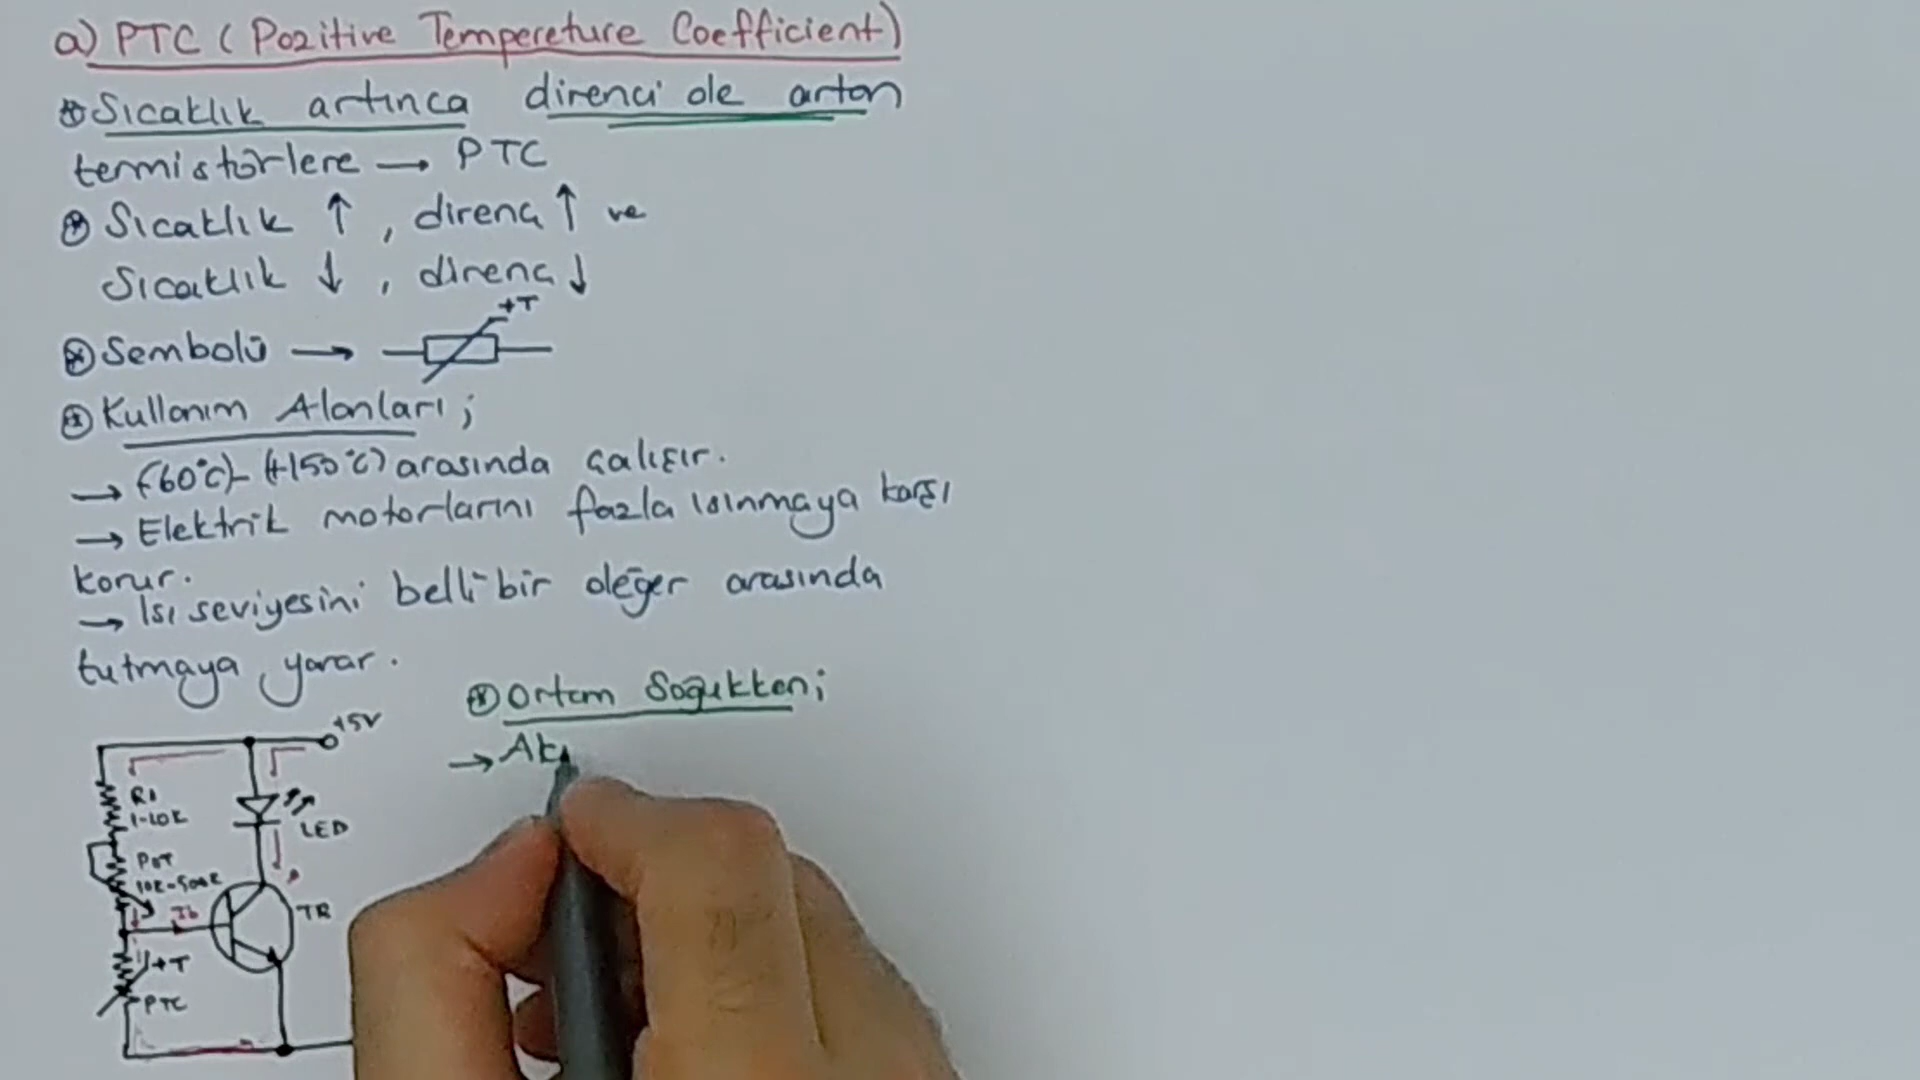 a) PTC (Pozitive Tempereture Coefficient)
Sıcaklık artınca direnci de artan
termistörlere → PTC
Sıcaklık ↑, direnç ↑ ve
Sıcaklık ↓, direnç ↓
+T
Sembolü →
Kullanım Alanları;
→ (-60°C)-(+150°C) arasında çalışır.
→ Elektrik motorlarını fazla ısınmaya karşı
korur.
→ Isı seviyesini belli bir değer arasında
tutmaya yarar.
Ortam Soğukken;
→ Ak
+5V
R1
1-10K
LED
POT
10K-500K
Ib
TR
+T
PTC